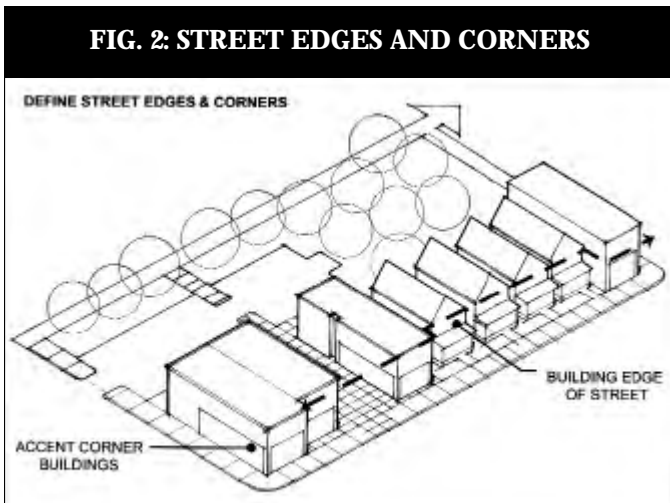 FIG. 2: STREET EDGES AND CORNERS
DEFINE STREET EDGES & CORNERS
BUILDING EDGE
OF STREET
ACCENT CORNER
BUILDINGS